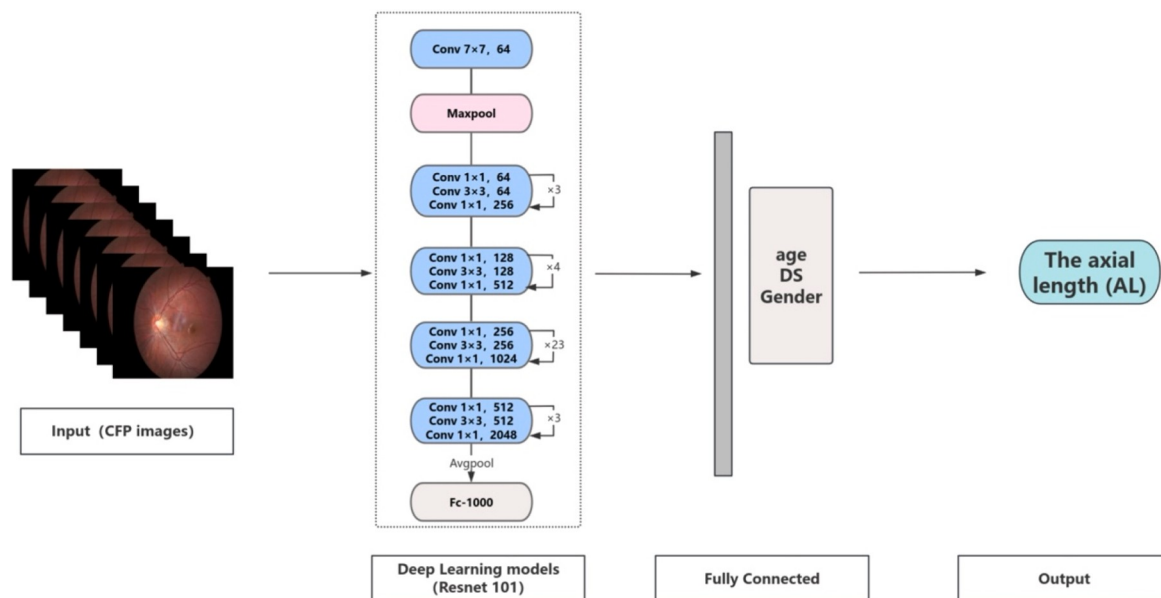 Conv 7×7, 64
Maxpool
Conv 1×1, 64
Conv 3×3, 64
Conv 1×1, 256
×3
Conv 1×1, 128
Conv 3×3, 128
Conv 1×1, 512
×4
Conv 1×1, 256
Conv 3×3, 256
Conv 1×1, 1024
×23
Conv 1×1, 512
Conv 3×3, 512
Conv 1×1, 2048
×3
Avgpool
Fc-1000
age
DS
Gender
The axial
length (AL)
Input (CFP images)
Deep Learning models
(Resnet 101)
Fully Connected
Output